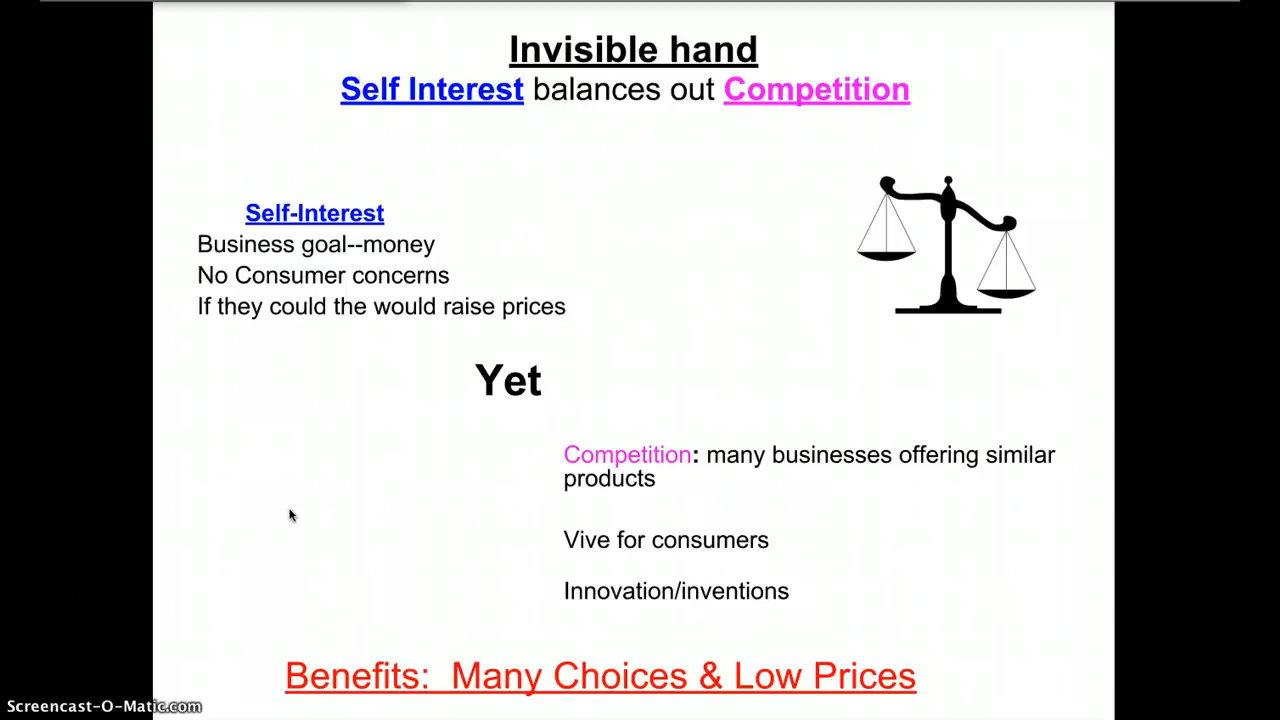 Invisible hand
Self Interest balances out Competition
Self-Interest
Business goal--money
No Consumer concerns
If they could the would raise prices
Yet
Competition: many businesses offering similar
products
Vive for consumers
Innovation/inventions
Benefits:  Many Choices & Low Prices
Screencast-O-Matic.com